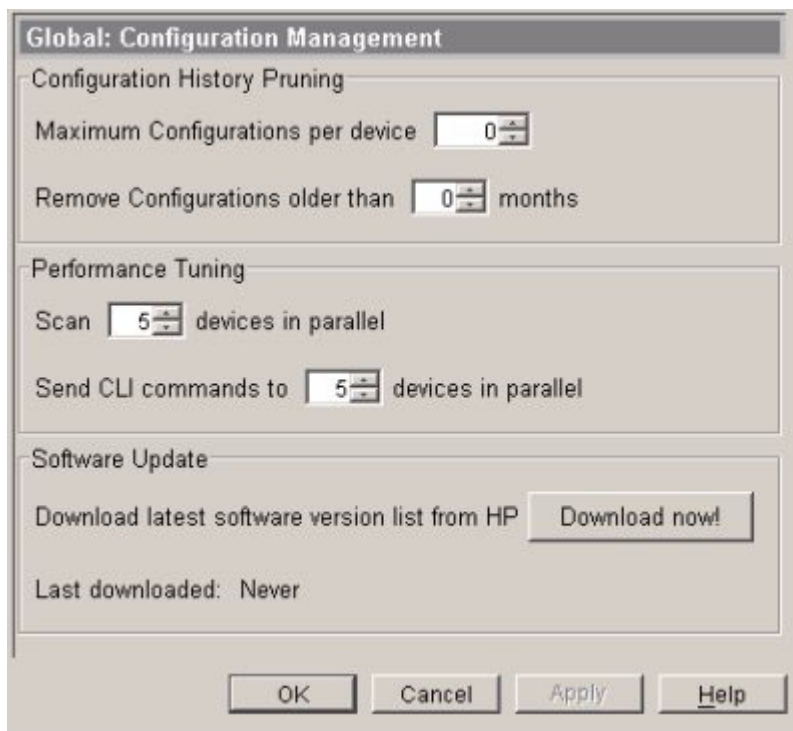 Global: Configuration Management
Configuration History Pruning
Maximum Configurations per device 0
Remove Configurations older than 0 months
Performance Tuning
Scan 5 devices in parallel
Send CLI commands to 5 devices in parallel
Software Update
Download latest software version list from HP Download now!
Last downloaded: Never
OK Cancel Apply Help